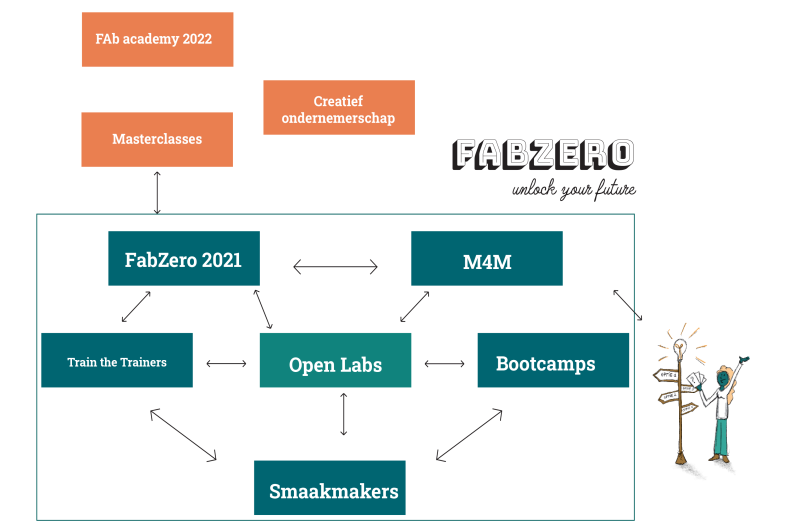 FAb academy 2022
Creatief
ondernemerschap
Masterclasses
FABZERO
unlock your future
FabZero 2021
M4M
Train the Trainers
Open Labs
Bootcamps
Smaakmakers